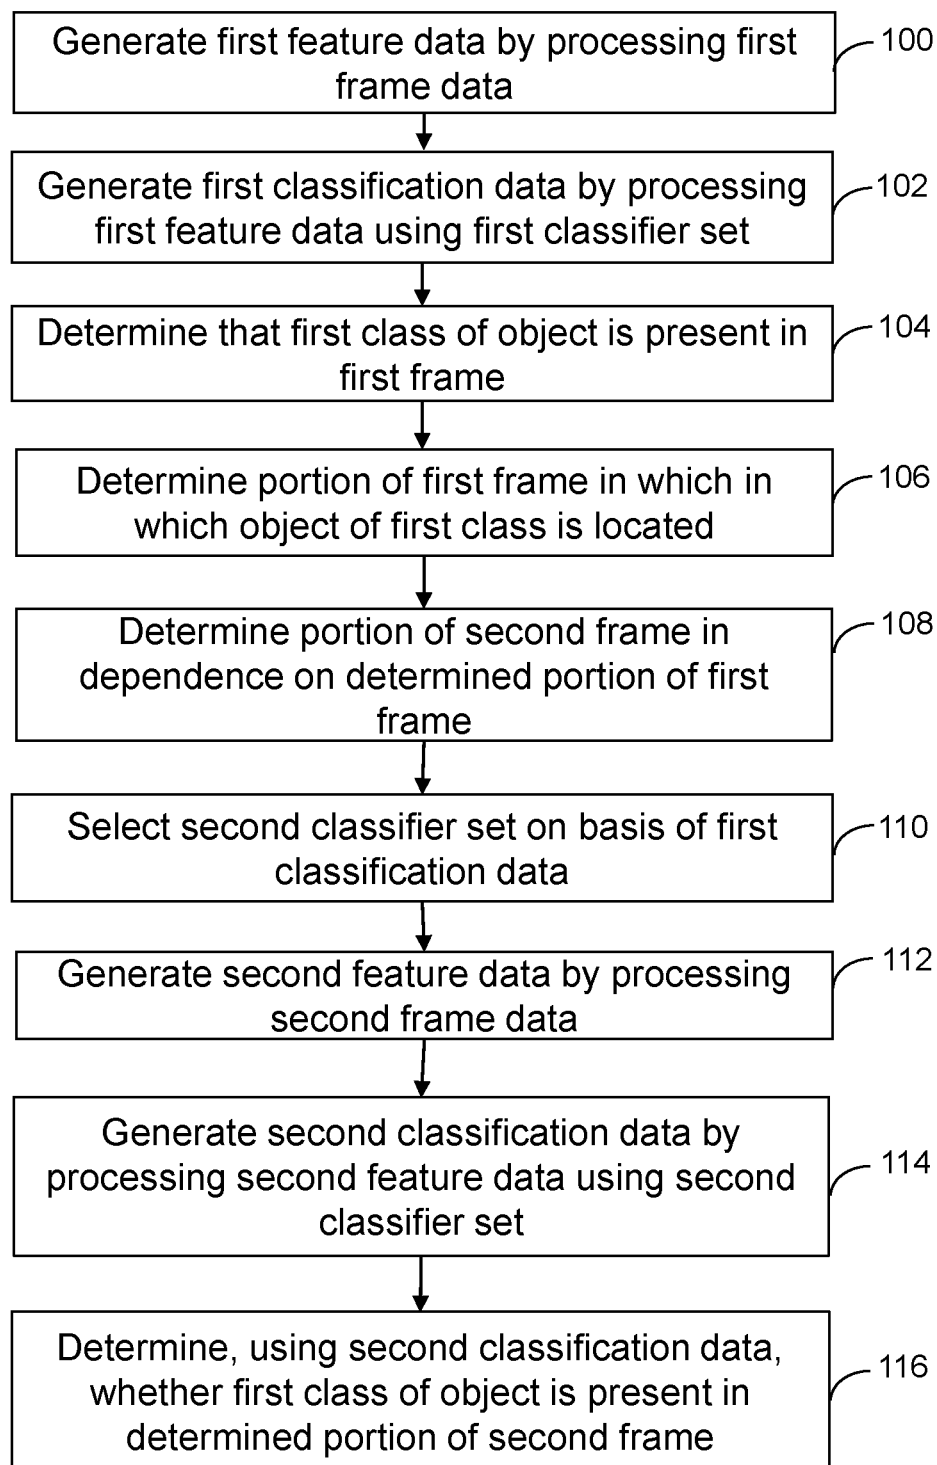 Generate first feature data by processing first
frame data
100
Generate first classification data by processing
first feature data using first classifier set
102
Determine that first class of object is present in
first frame
104
Determine portion of first frame in which in
which object of first class is located
106
Determine portion of second frame in
dependence on determined portion of first
frame
108
Select second classifier set on basis of first
classification data
110
Generate second feature data by processing
second frame data
112
Generate second classification data by
processing second feature data using second
classifier set
114
Determine, using second classification data,
whether first class of object is present in
determined portion of second frame
116